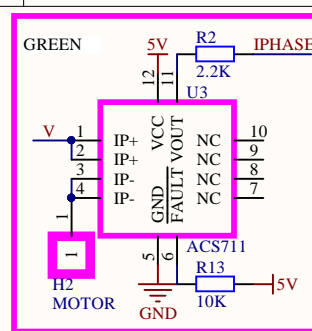 GREEN
5V
R2
IPHASE
2.2K
12
11
U3
V
1
IP+
VCC
VOUT
NC
10
2
IP+
NC
9
3
IP-
NC
8
4
IP-
NC
7
GND
FAULT
1
1
ACS711
5
6
R13
5V
H2
MOTOR
10K
GND